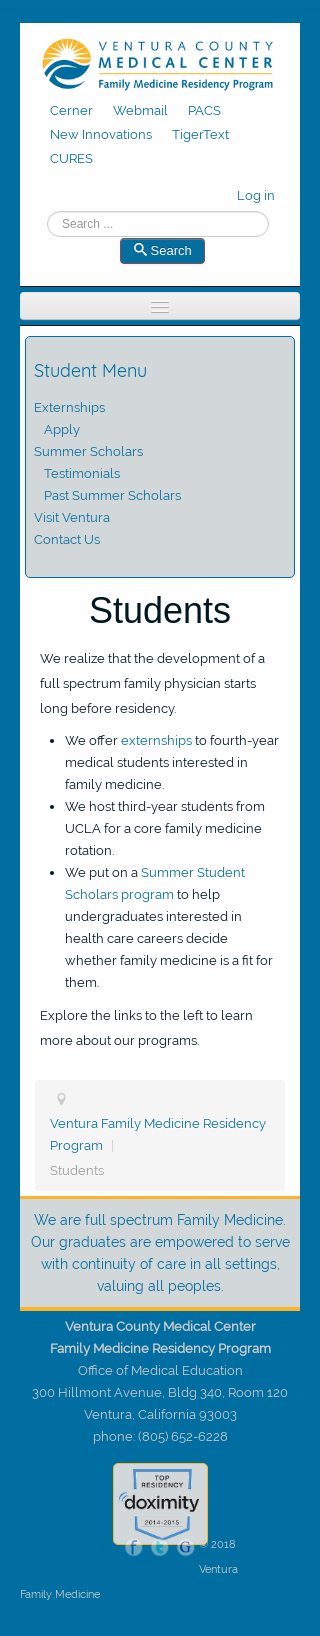 VENTURA COUNTY
MEDICAL CENTER
Family Medicine Residency Program
Cerner Webmail PACS
New Innovations TigerText
CURES
Log in
Search ...
Search
Student Menu
Externships
Apply
Summer Scholars
Testimonials
Past Summer Scholars
Visit Ventura
Contact Us
Students
We realize that the development of a
full spectrum family physician starts
long before residency.
We offer externships to fourth-year
medical students interested in
family medicine.
We host third-year students from
UCLA for a core family medicine
rotation.
We put on a Summer Student
Scholars program to help
undergraduates interested in
health care careers decide
whether family medicine is a fit for
them.
Explore the links to the left to learn
more about our programs.
Ventura Family Medicine Residency
Program |
Students
We are full spectrum Family Medicine.
Our graduates are empowered to serve
with continuity of care in all settings,
valuing all peoples.
Ventura County Medical Center
Family Medicine Residency Program
Office of Medical Education
300 Hillmont Avenue, Bldg 340, Room 120
Ventura, California 93003
phone: (805) 652-6228
TOP
RESIDENCY
doximity
2014-2015
f t G © 2018
Ventura
Family Medicine